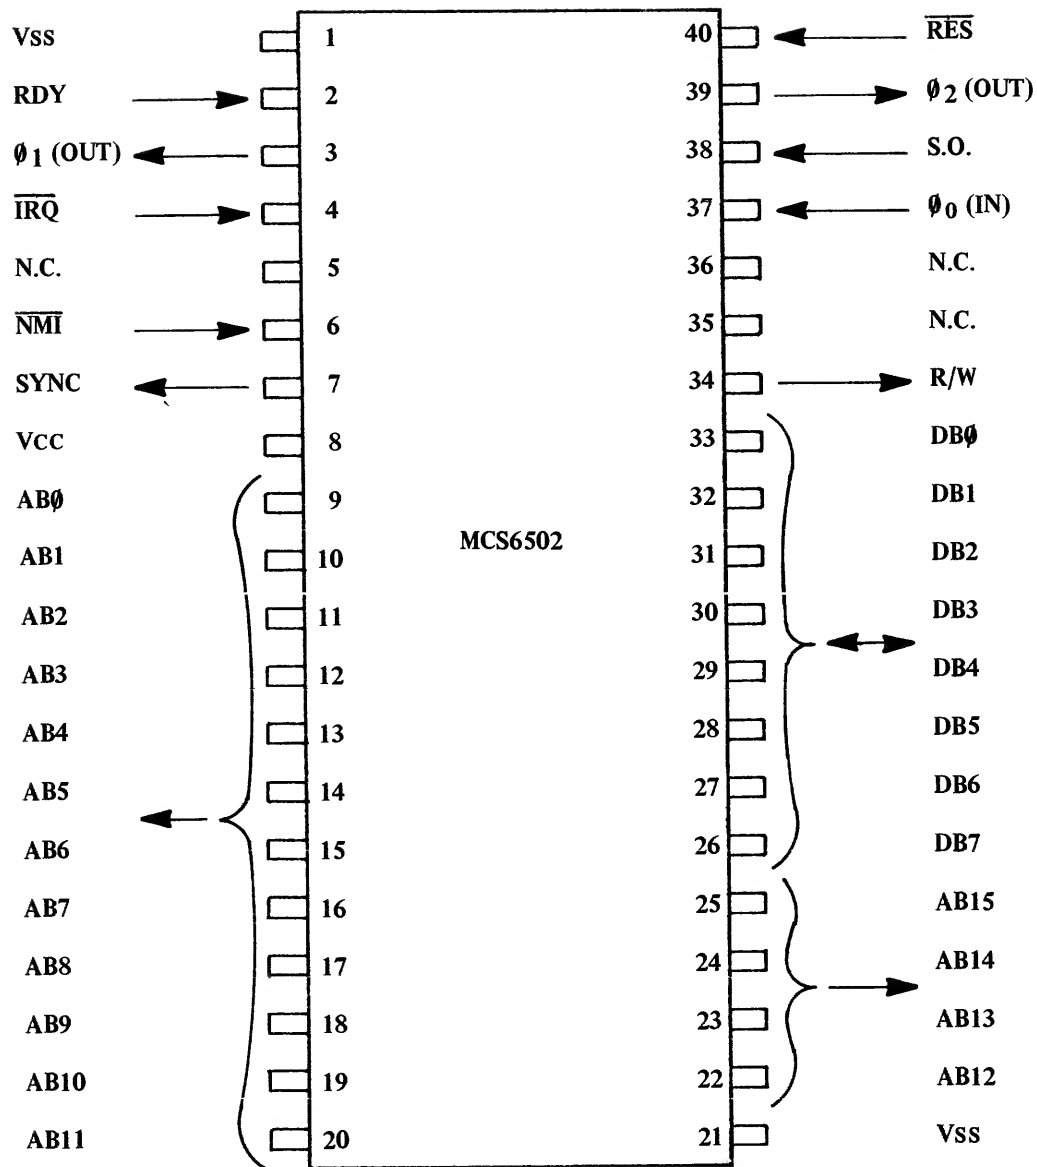 Vss 1 40 R̅E̅S̅
RDY 2 39 ø2 (OUT)
ø1 (OUT) 3 38 S.O.
I̅R̅Q̅ 4 37 ø0 (IN)
N.C. 5 36 N.C.
N̅M̅I̅ 6 35 N.C.
SYNC 7 34 R/W
Vcc 8 33 DBø
ABø 9 32 DB1
MCS6502
AB1 10 31 DB2
AB2 11 30 DB3
AB3 12 29 DB4
AB4 13 28 DB5
AB5 14 27 DB6
AB6 15 26 DB7
AB7 16 25 AB15
AB8 17 24 AB14
AB9 18 23 AB13
AB10 19 22 AB12
AB11 20 21 Vss